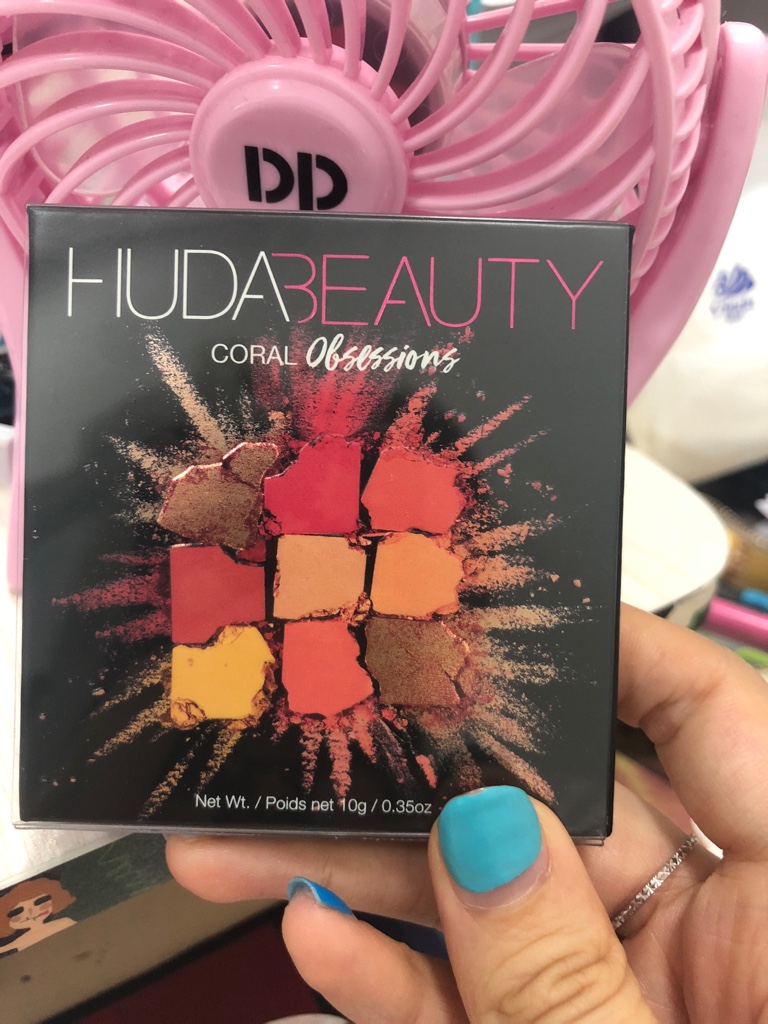 DD
HUDABEAUTY
CORAL Obsessions
Net Wt. / Poids net 10g / 0.35oz